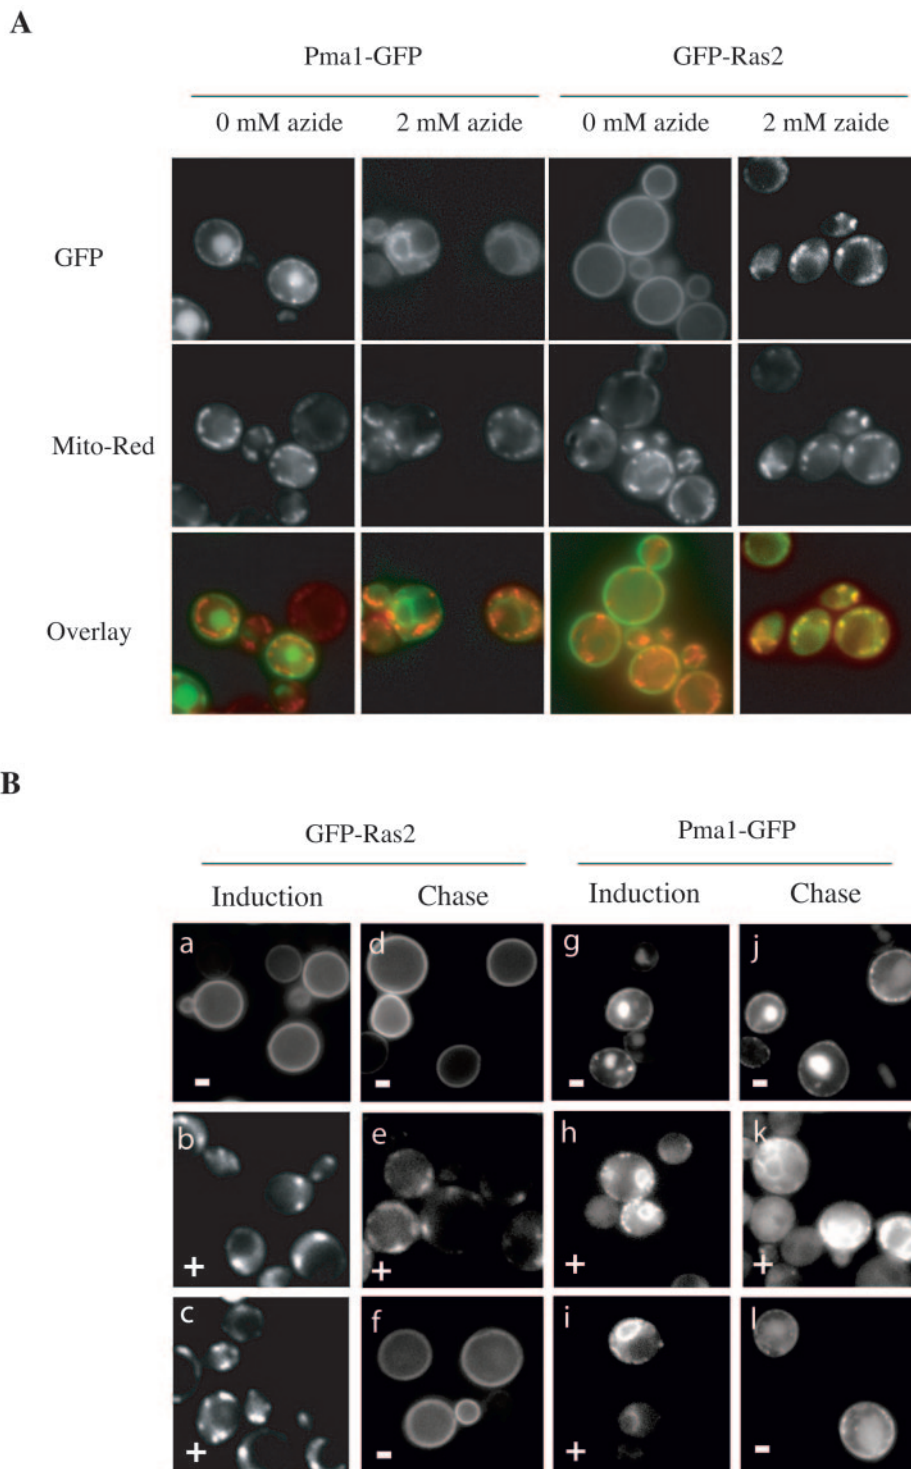 A
Pma1-GFP GFP-Ras2
0 mM azide 2 mM azide 0 mM azide 2 mM zaide
GFP
Mito-Red
Overlay
B
GFP-Ras2 Pma1-GFP
Induction Chase Induction Chase
a d g j
- - - -
b e h k
+ + + +
c f i l
+ - + -